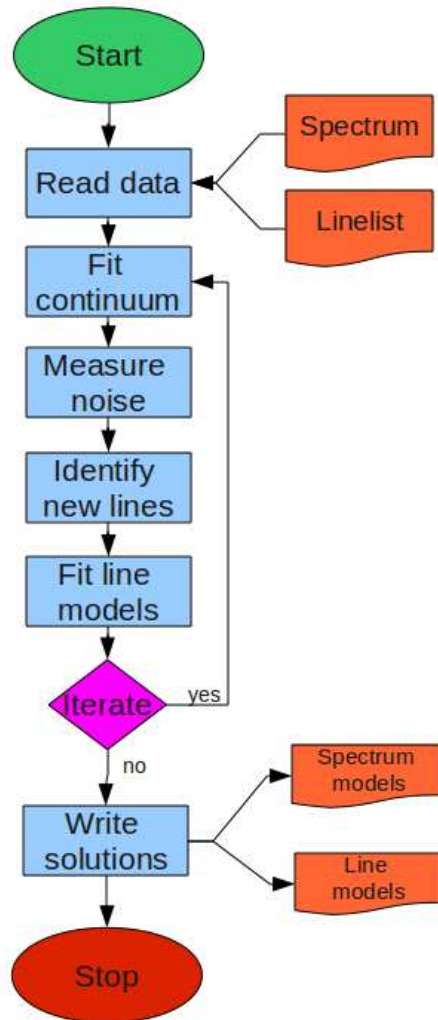 Start
Spectrum
Read data
Linelist
Fit
continuum
Measure
noise
Identify
new lines
Fit line
models
Iterate
yes
no
Spectrum
models
Write
solutions
Line
models
Stop